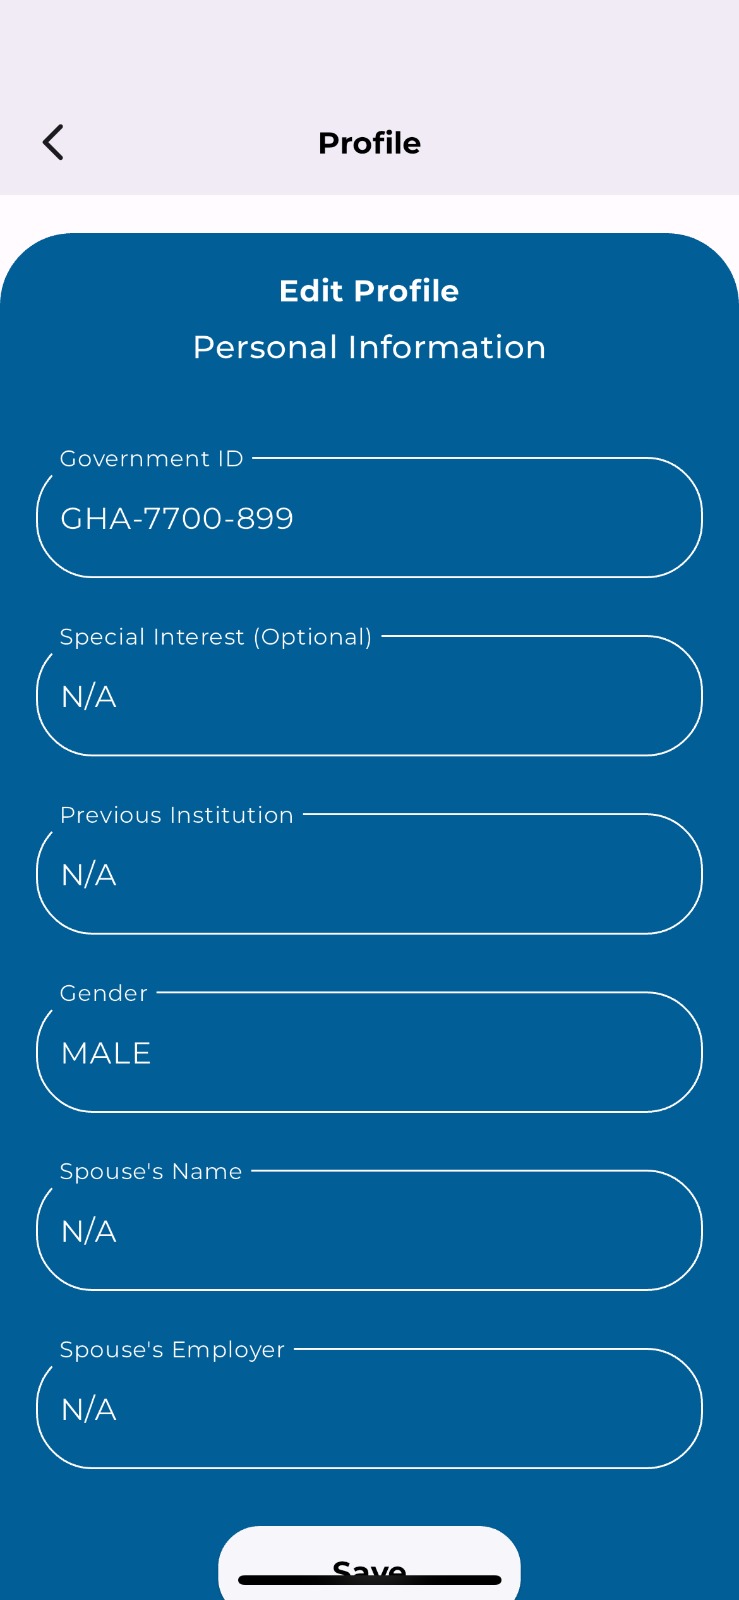 Profile
Edit Profile
Personal Information
Government ID
GHA-7700-899
Special Interest (Optional)
N/A
Previous Institution
N/A
Gender
MALE
Spouse's Name
N/A
Spouse's Employer
N/A
Save